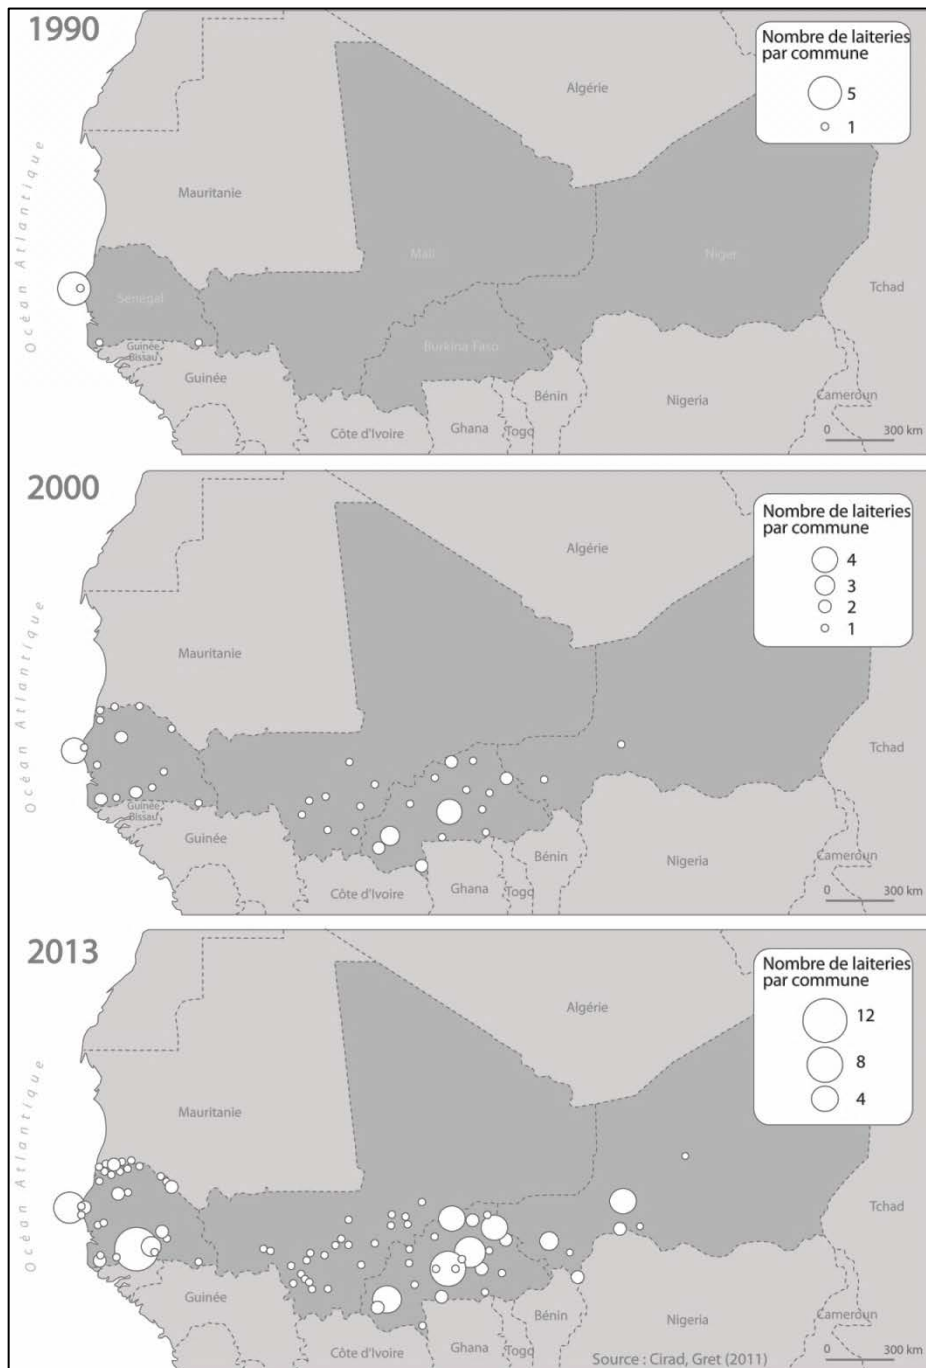 1990
Nombre de laiteries
par commune
5
1
Algérie
Océan Atlantique
Mauritanie
Mali
Niger
Tchad
Sénégal
Burkina Faso
Guinée
Bissau
Guinée
Bénin
Nigeria
Cameroun
Côte d'Ivoire
Ghana
Togo
0 300 km
2000
Nombre de laiteries
par commune
4
3
2
1
Algérie
Océan Atlantique
Mauritanie
Tchad
Guinée
Bissau
Guinée
Bénin
Nigeria
Cameroun
Côte d'Ivoire
Ghana
Togo
0 300 km
2013
Nombre de laiteries
par commune
12
8
4
Algérie
Océan Atlantique
Mauritanie
Tchad
Guinée
Bénin
Nigeria
Cameroun
Côte d'Ivoire
Ghana
Togo
0 300 km
Source : Cirad, Gret (2011)